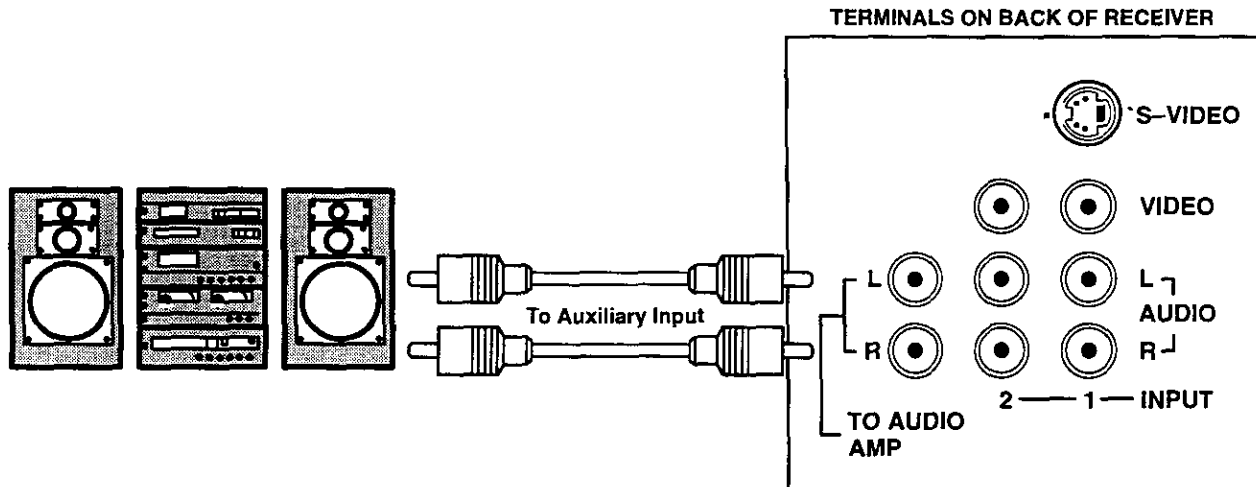 TERMINALS ON BACK OF RECEIVER
S–VIDEO
VIDEO
L L
To Auxiliary Input
AUDIO
R R
2 1 INPUT
TO AUDIO
AMP